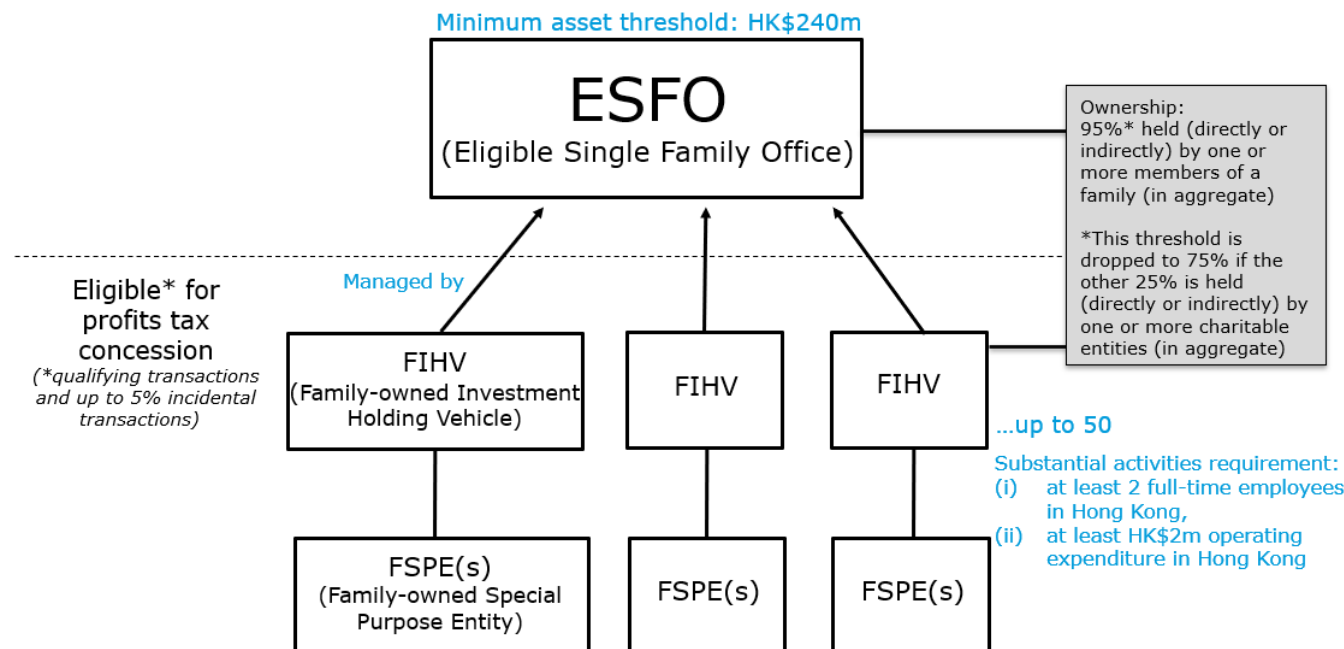 Minimum asset threshold: HK$240m
ESFO
(Eligible Single Family Office)
Ownership:
95%* held (directly or
indirectly) by one or
more members of a
family (in aggregate)
*This threshold is
dropped to 75% if the
other 25% is held
(directly or indirectly) by
one or more charitable
entities (in aggregate)
Managed by
Eligible* for
profits tax
concession
(*qualifying transactions
and up to 5% incidental
transactions)
FIHV
(Family-owned Investment
Holding Vehicle)
FIHV
FIHV
...up to 50
Substantial activities requirement:
(i) at least 2 full-time employees
in Hong Kong,
(ii) at least HK$2m operating
expenditure in Hong Kong
FSPE(s)
(Family-owned Special
Purpose Entity)
FSPE(s)
FSPE(s)